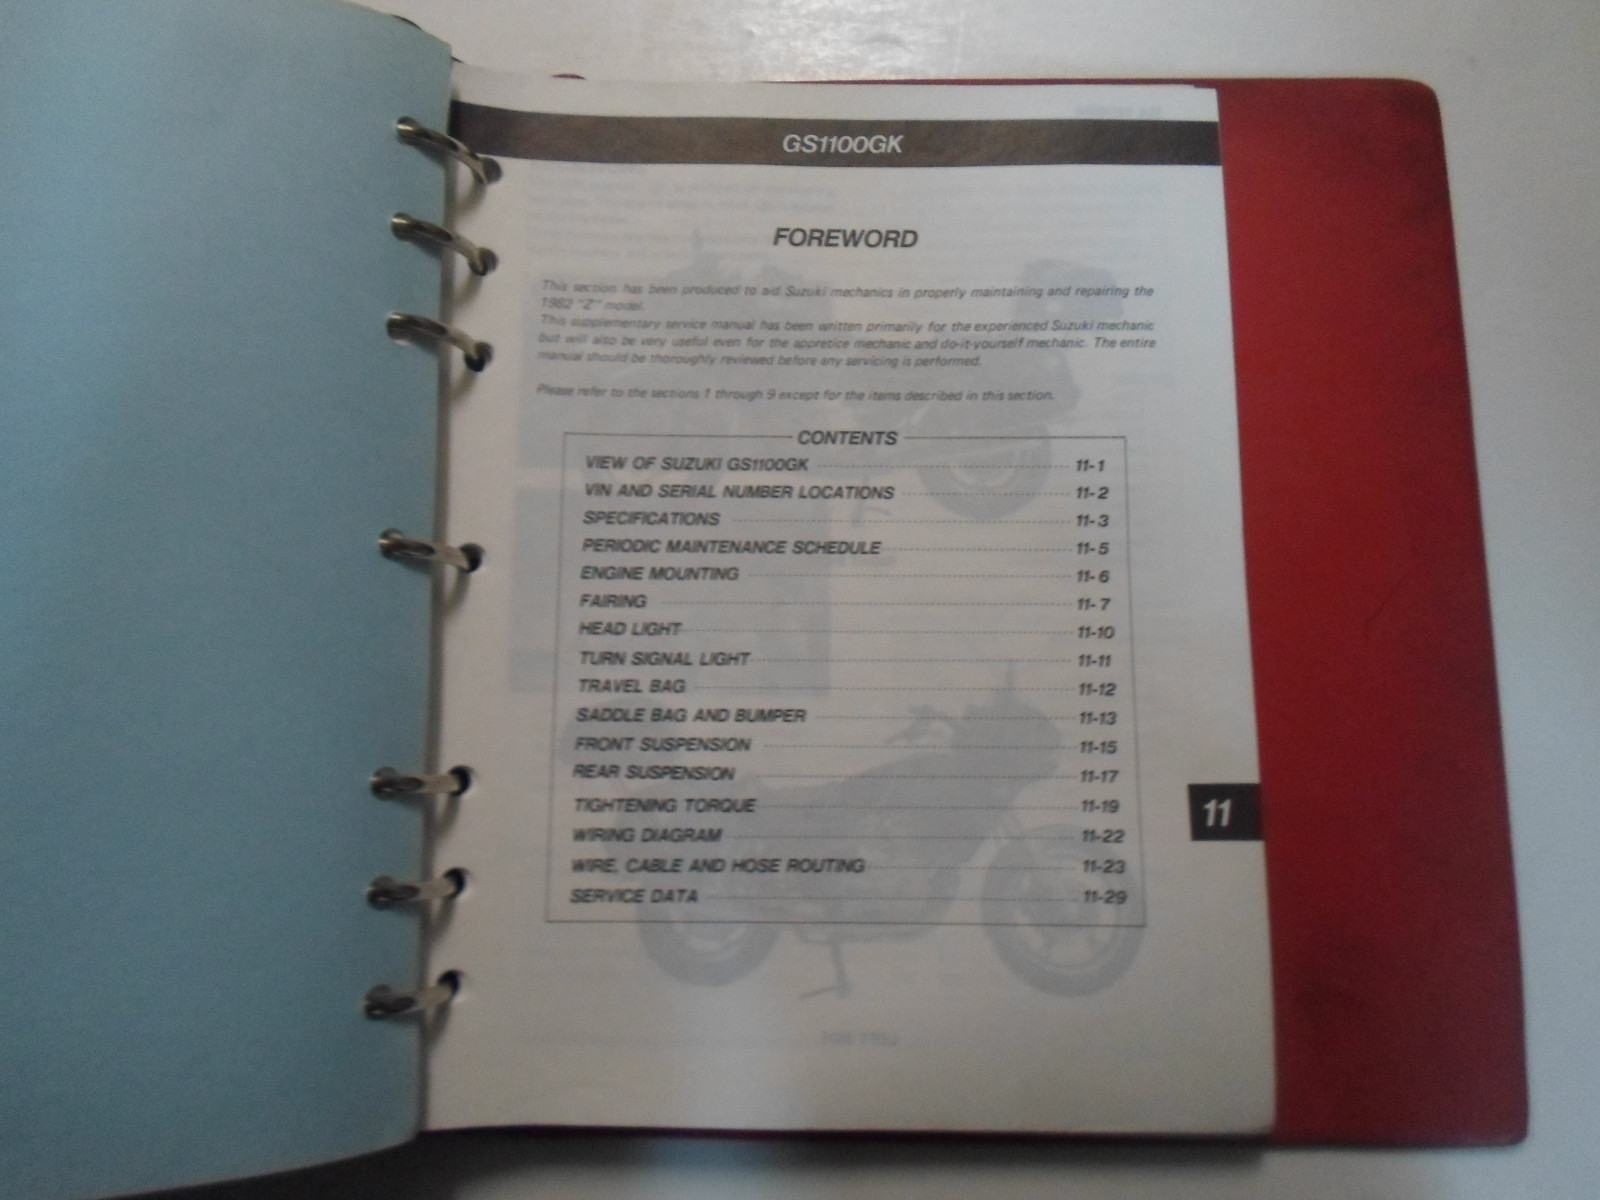 GS1100GK
FOREWORD
This section has been produced to aid Suzuki mechanics in properly maintaining and repairing the
1982 "Z" model.
This supplementary service manual has been written primarily for the experienced Suzuki mechanic
but will also be very useful even for the appretice mechanic and do-it-yourself mechanic. The entire
manual should be thoroughly reviewed before any servicing is performed.
Please refer to the sections 1 through 9 except for the items described in this section.
CONTENTS
VIEW OF SUZUKI GS1100GK 11-1
VIN AND SERIAL NUMBER LOCATIONS 11-2
SPECIFICATIONS 11-3
PERIODIC MAINTENANCE SCHEDULE 11-5
ENGINE MOUNTING 11-6
FAIRING 11-7
HEAD LIGHT 11-10
TURN SIGNAL LIGHT 11-11
TRAVEL BAG 11-12
SADDLE BAG AND BUMPER 11-13
FRONT SUSPENSION 11-15
REAR SUSPENSION 11-17
TIGHTENING TORQUE 11-19
WIRING DIAGRAM 11-22
WIRE, CABLE AND HOSE ROUTING 11-23
SERVICE DATA 11-29
11